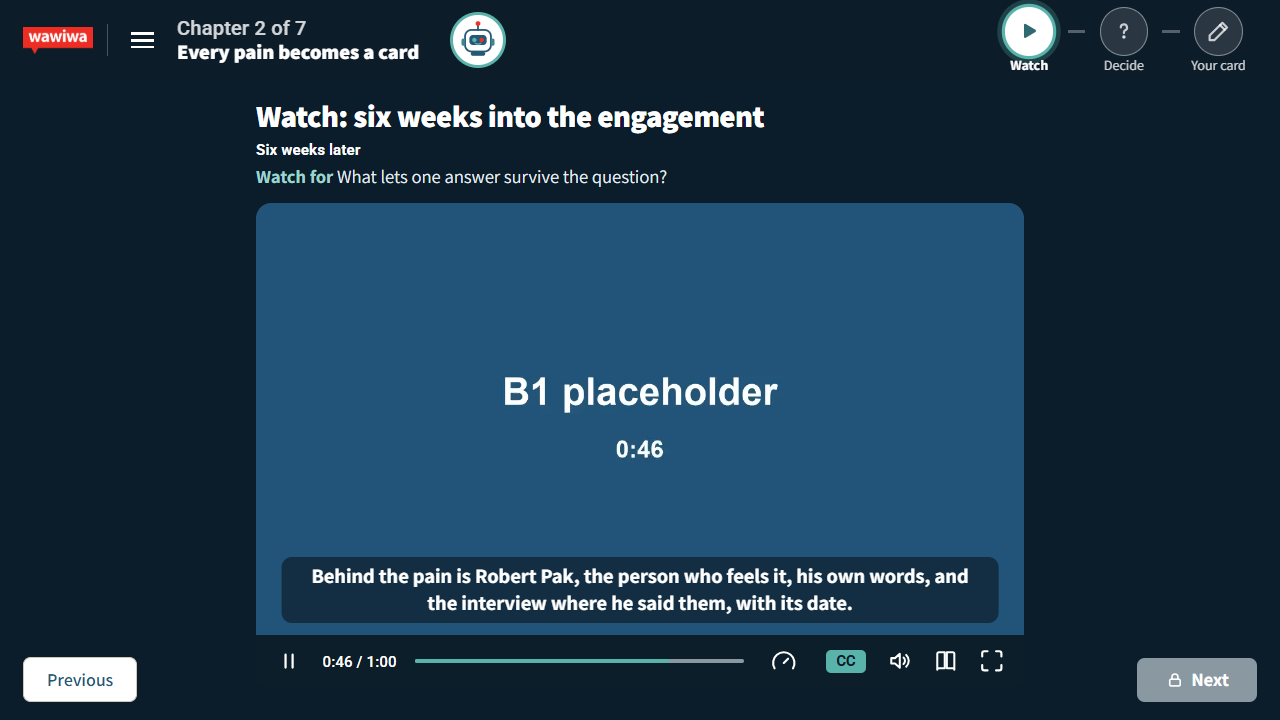 wawiwa
Chapter 2 of 7
Every pain becomes a card
Watch
?
Decide
Your card
Watch: six weeks into the engagement
Six weeks later
Watch for What lets one answer survive the question?
B1 placeholder
0:46
Behind the pain is Robert Pak, the person who feels it, his own words, and
the interview where he said them, with its date.
0:46 / 1:00
CC
Previous
Next